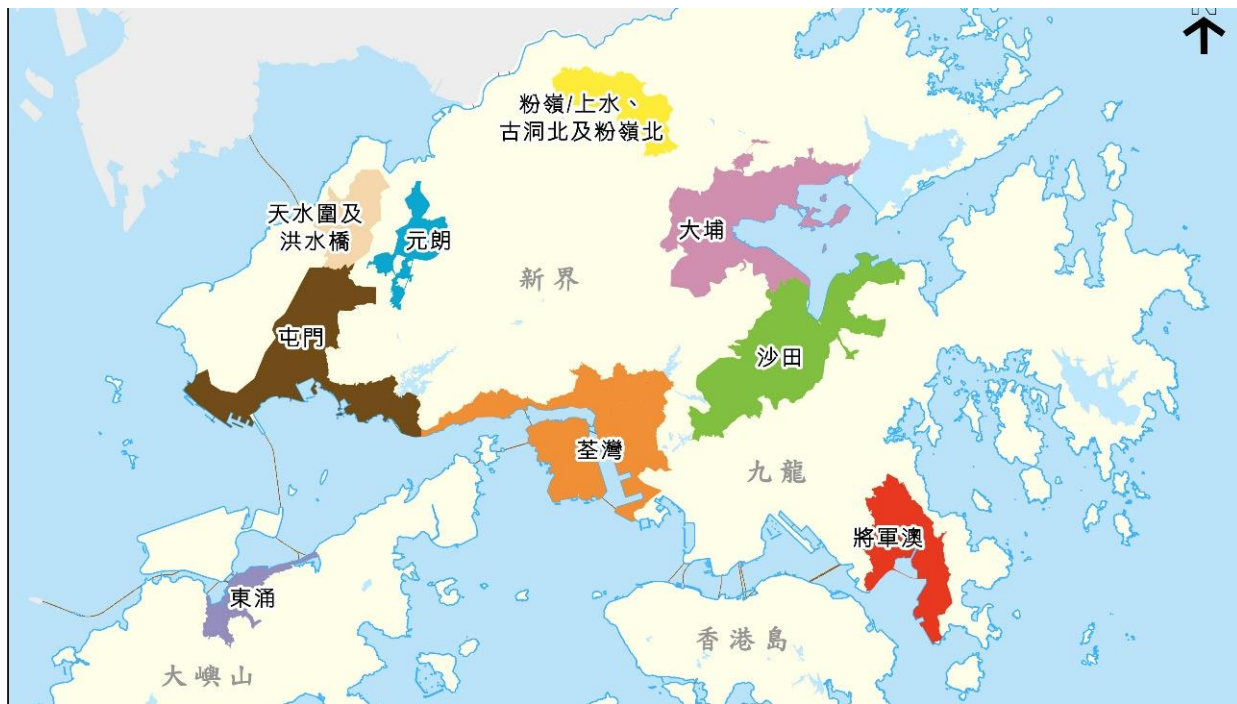 N
粉嶺/上水、
古洞北及粉嶺北
天水圍及
洪水橋
元朗
大埔
新界
屯門
沙田
荃灣
九龍
將軍澳
東涌
香港島
大嶼山